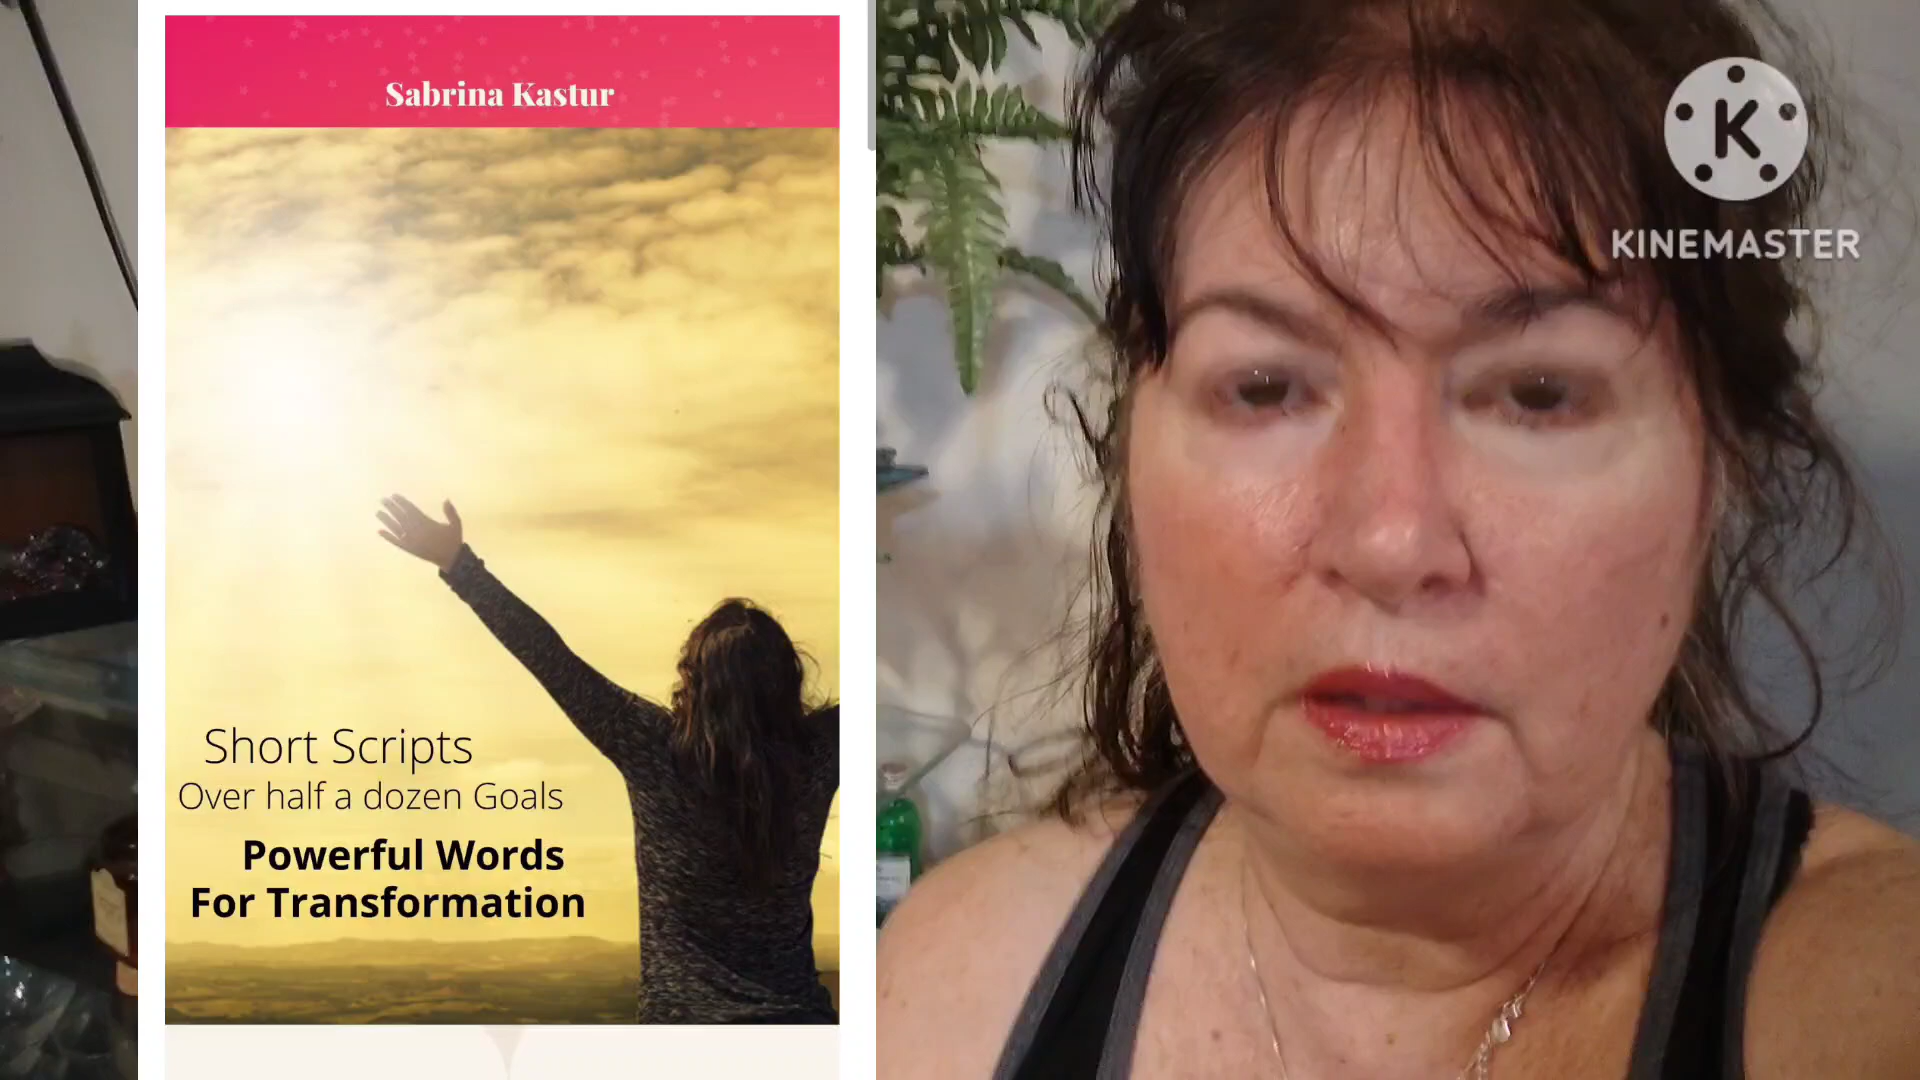 Sabrina Kastur
Short Scripts
Over half a dozen Goals
Powerful Words
For Transformation
K
KINEMASTER